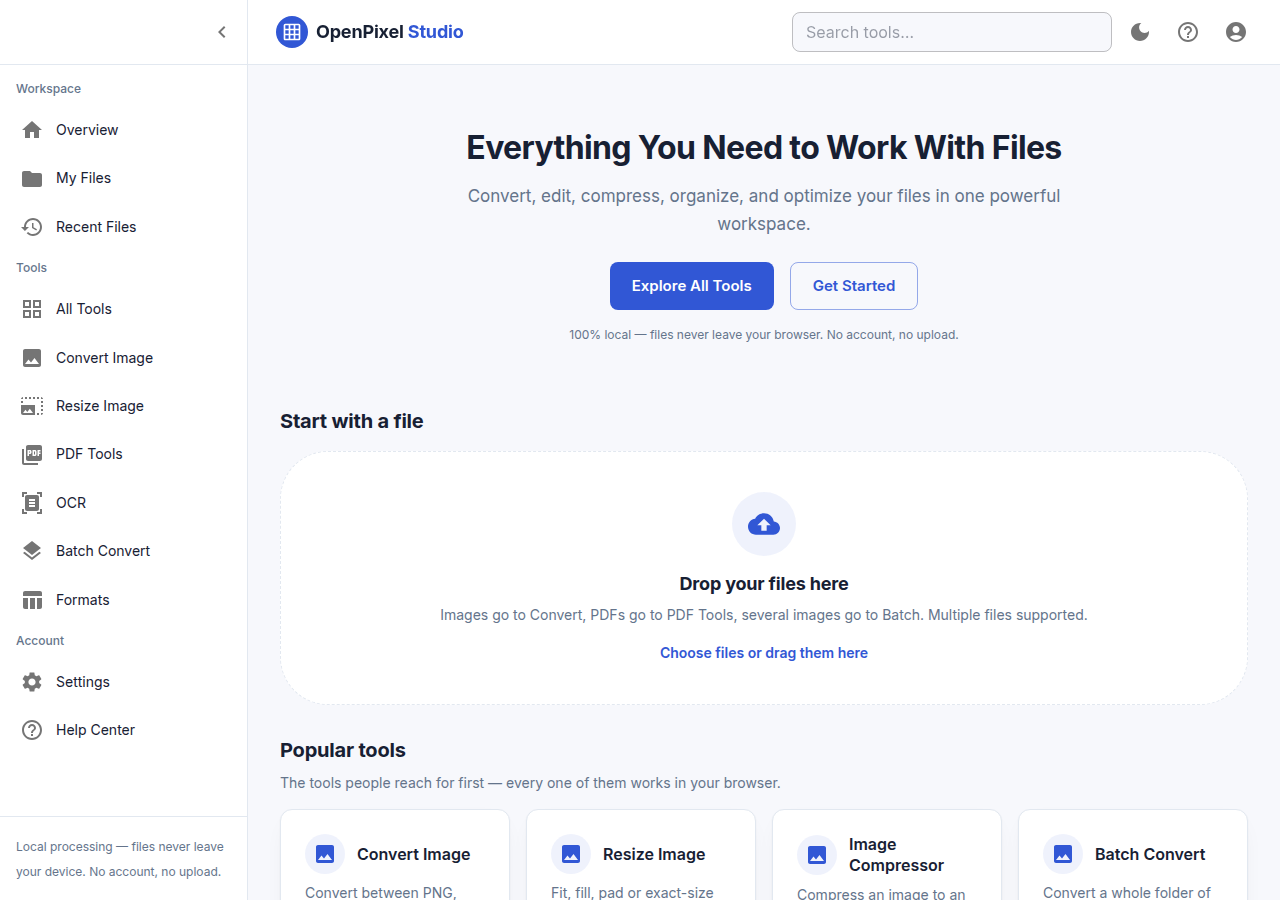 OpenPixel Studio
Search tools...
Workspace
Overview
My Files
Recent Files
Tools
All Tools
Convert Image
Resize Image
PDF Tools
OCR
Batch Convert
Formats
Account
Settings
Help Center
Local processing — files never leave
your device. No account, no upload.
Everything You Need to Work With Files
Convert, edit, compress, organize, and optimize your files in one powerful
workspace.
Explore All Tools
Get Started
100% local — files never leave your browser. No account, no upload.
Start with a file
Drop your files here
Images go to Convert, PDFs go to PDF Tools, several images go to Batch. Multiple files supported.
Choose files or drag them here
Popular tools
The tools people reach for first — every one of them works in your browser.
Convert Image
Convert between PNG,
Resize Image
Fit, fill, pad or exact-size
Image
Compressor
Compress an image to an
Batch Convert
Convert a whole folder of